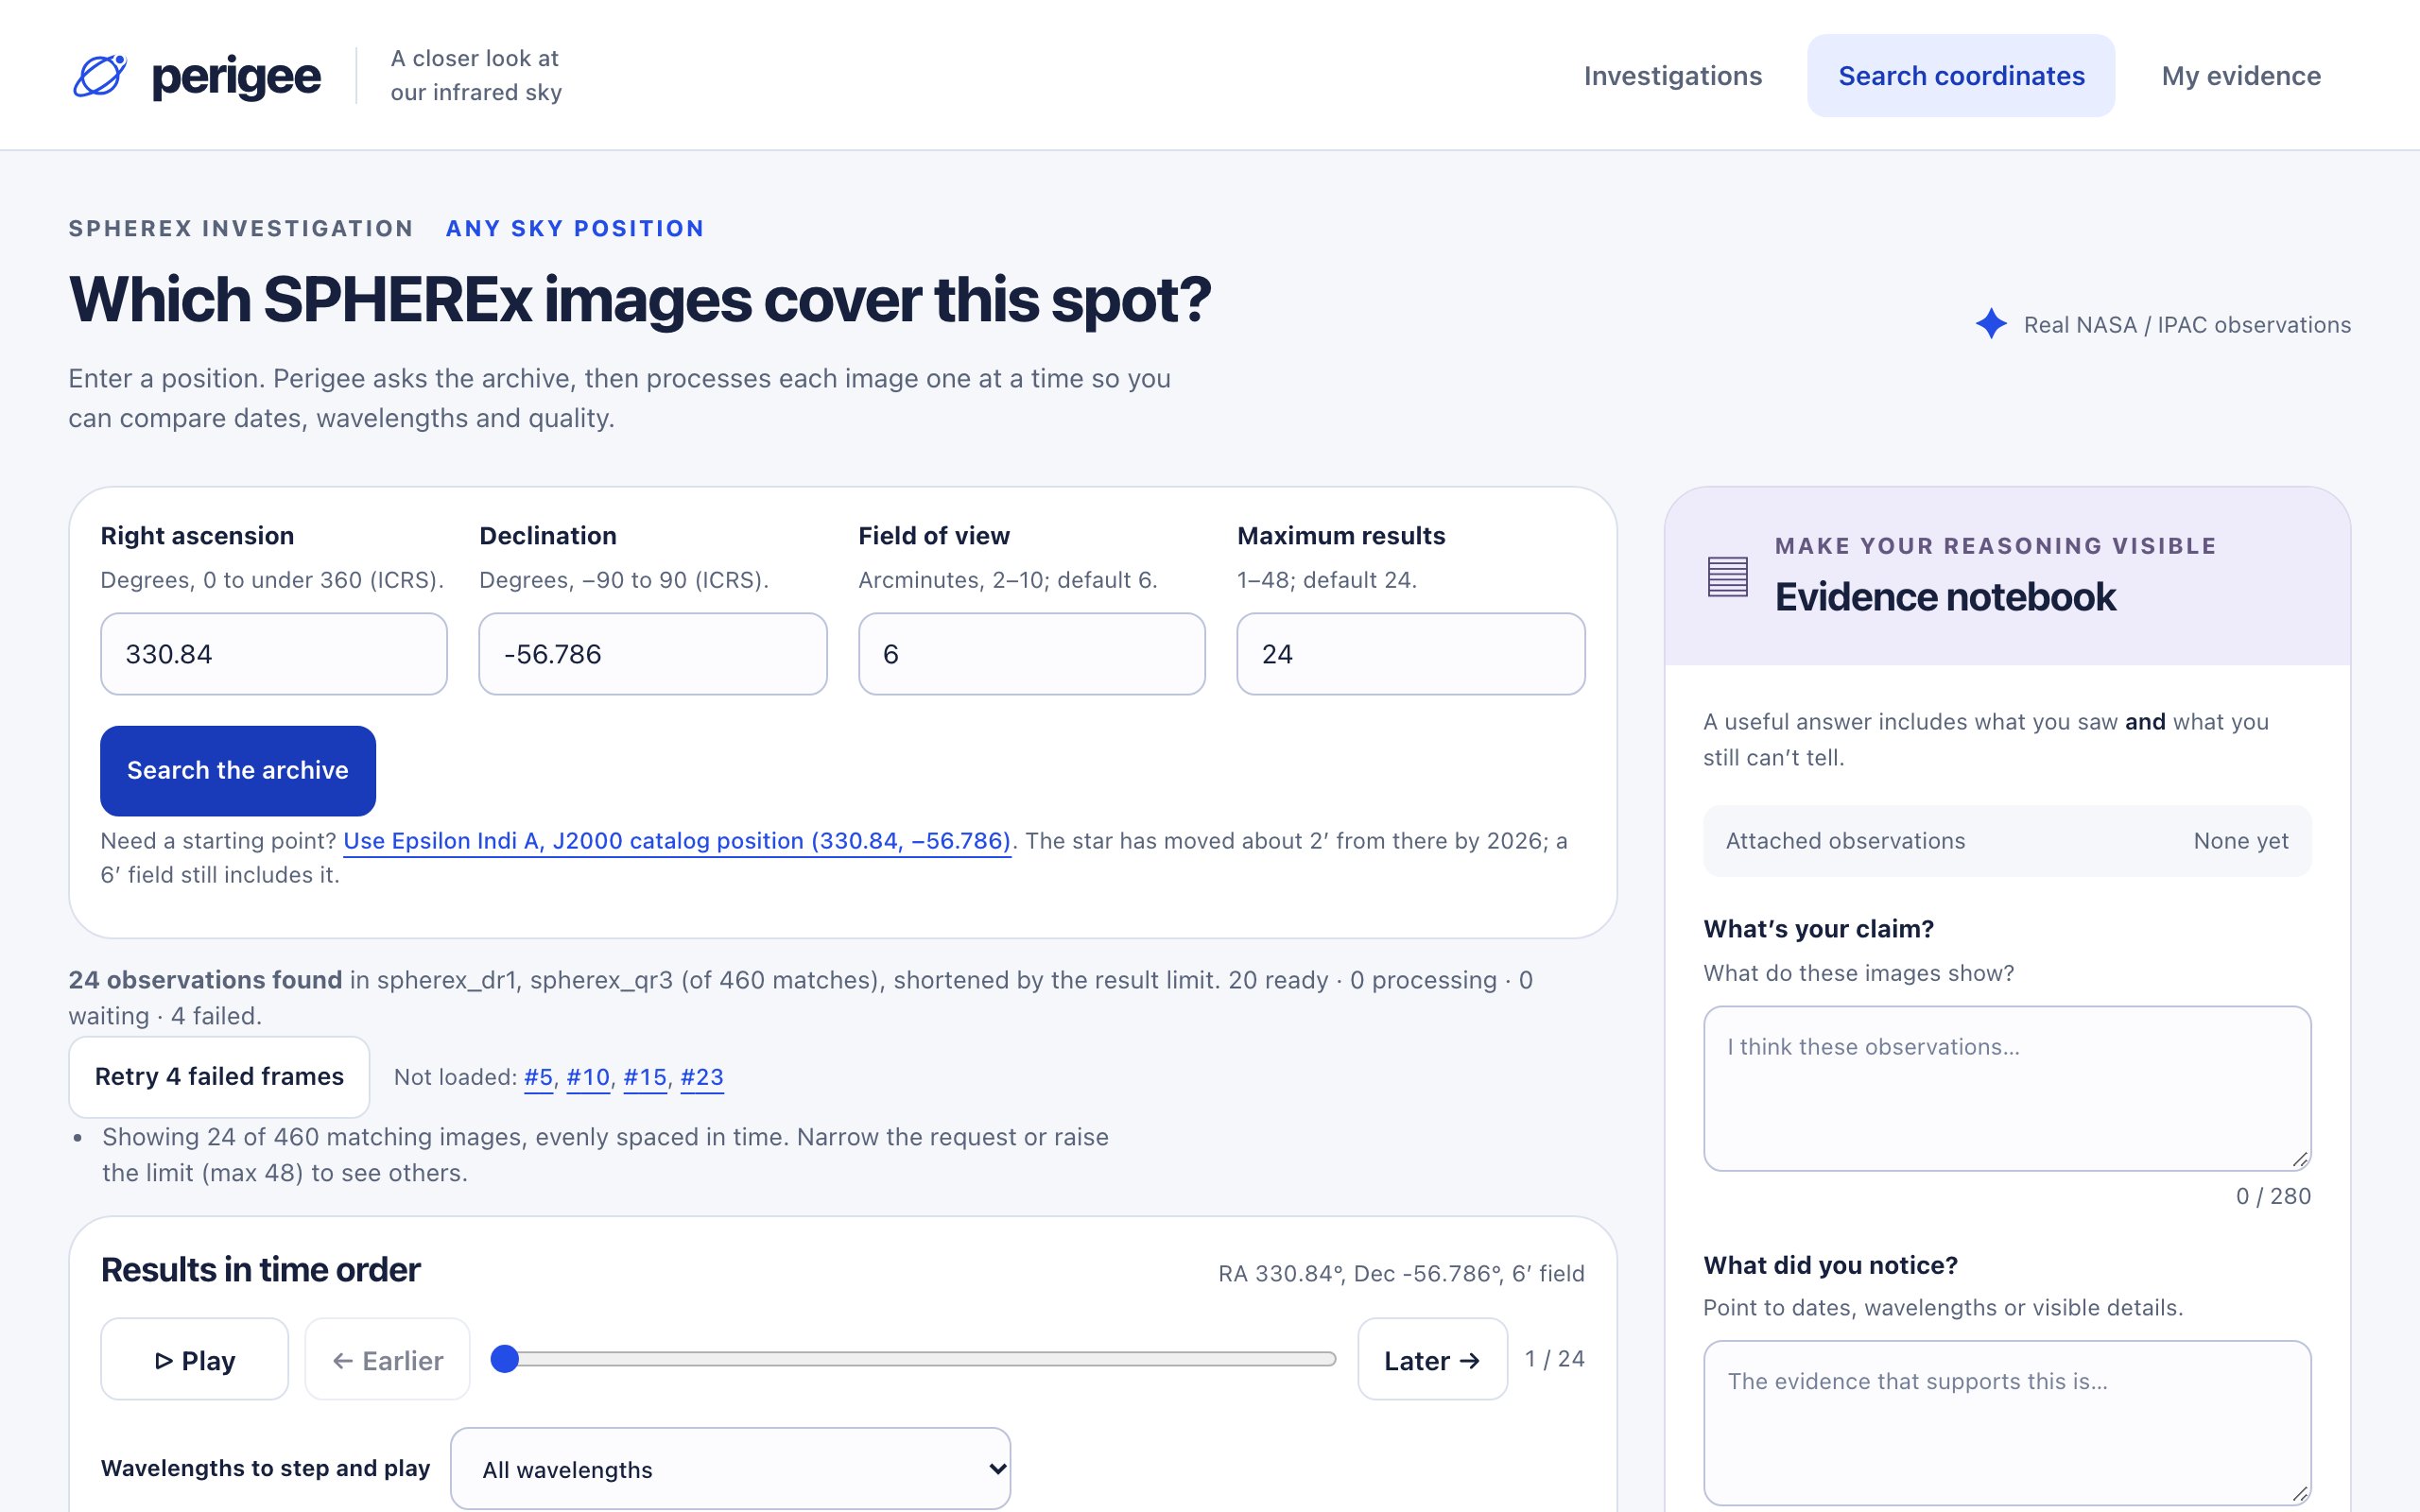 perigee
A closer look at
our infrared sky
Investigations
Search coordinates
My evidence
SPHEREX INVESTIGATION ANY SKY POSITION
Which SPHEREx images cover this spot?
Real NASA / IPAC observations
Enter a position. Perigee asks the archive, then processes each image one at a time so you
can compare dates, wavelengths and quality.
Right ascension
Degrees, 0 to under 360 (ICRS).
330.84
Declination
Degrees, −90 to 90 (ICRS).
-56.786
Field of view
Arcminutes, 2–10; default 6.
6
Maximum results
1–48; default 24.
24
Search the archive
Need a starting point? Use Epsilon Indi A, J2000 catalog position (330.84, −56.786). The star has moved about 2′ from there by 2026; a
6′ field still includes it.
24 observations found in spherex_dr1, spherex_qr3 (of 460 matches), shortened by the result limit. 20 ready · 0 processing · 0
waiting · 4 failed.
Retry 4 failed frames
Not loaded: #5, #10, #15, #23
• Showing 24 of 460 matching images, evenly spaced in time. Narrow the request or raise
the limit (max 48) to see others.
Results in time order
RA 330.84°, Dec -56.786°, 6′ field
Play
← Earlier
Later →
1 / 24
Wavelengths to step and play
All wavelengths
MAKE YOUR REASONING VISIBLE
Evidence notebook
A useful answer includes what you saw and what you
still can’t tell.
Attached observations
None yet
What’s your claim?
What do these images show?
I think these observations…
0 / 280
What did you notice?
Point to dates, wavelengths or visible details.
The evidence that supports this is…